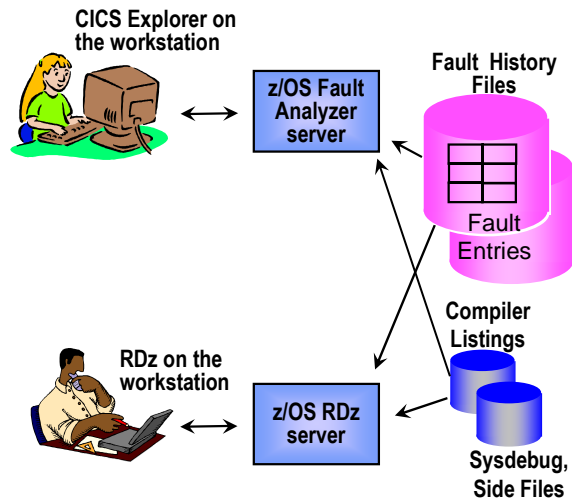 CICS Explorer on
the workstation
z/OS Fault
Analyzer
server
Fault History
Files
Fault
Entries
RDz on the
workstation
z/OS RDz
server
Compiler
Listings
Sysdebug,
Side Files